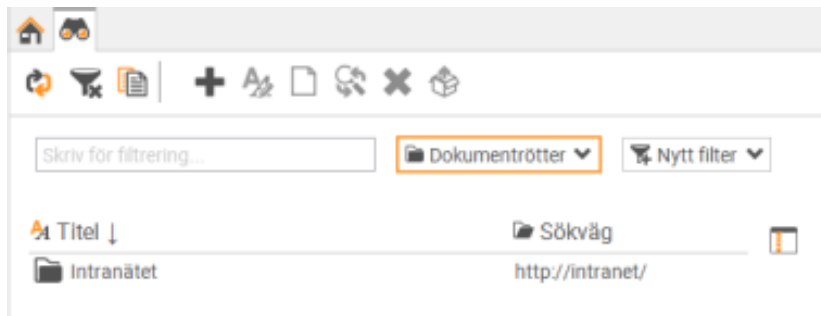 Skriv för filtrering... Dokumentrötter Nytt filter
Titel ↓ Sökväg
Intranätet http://intranet/